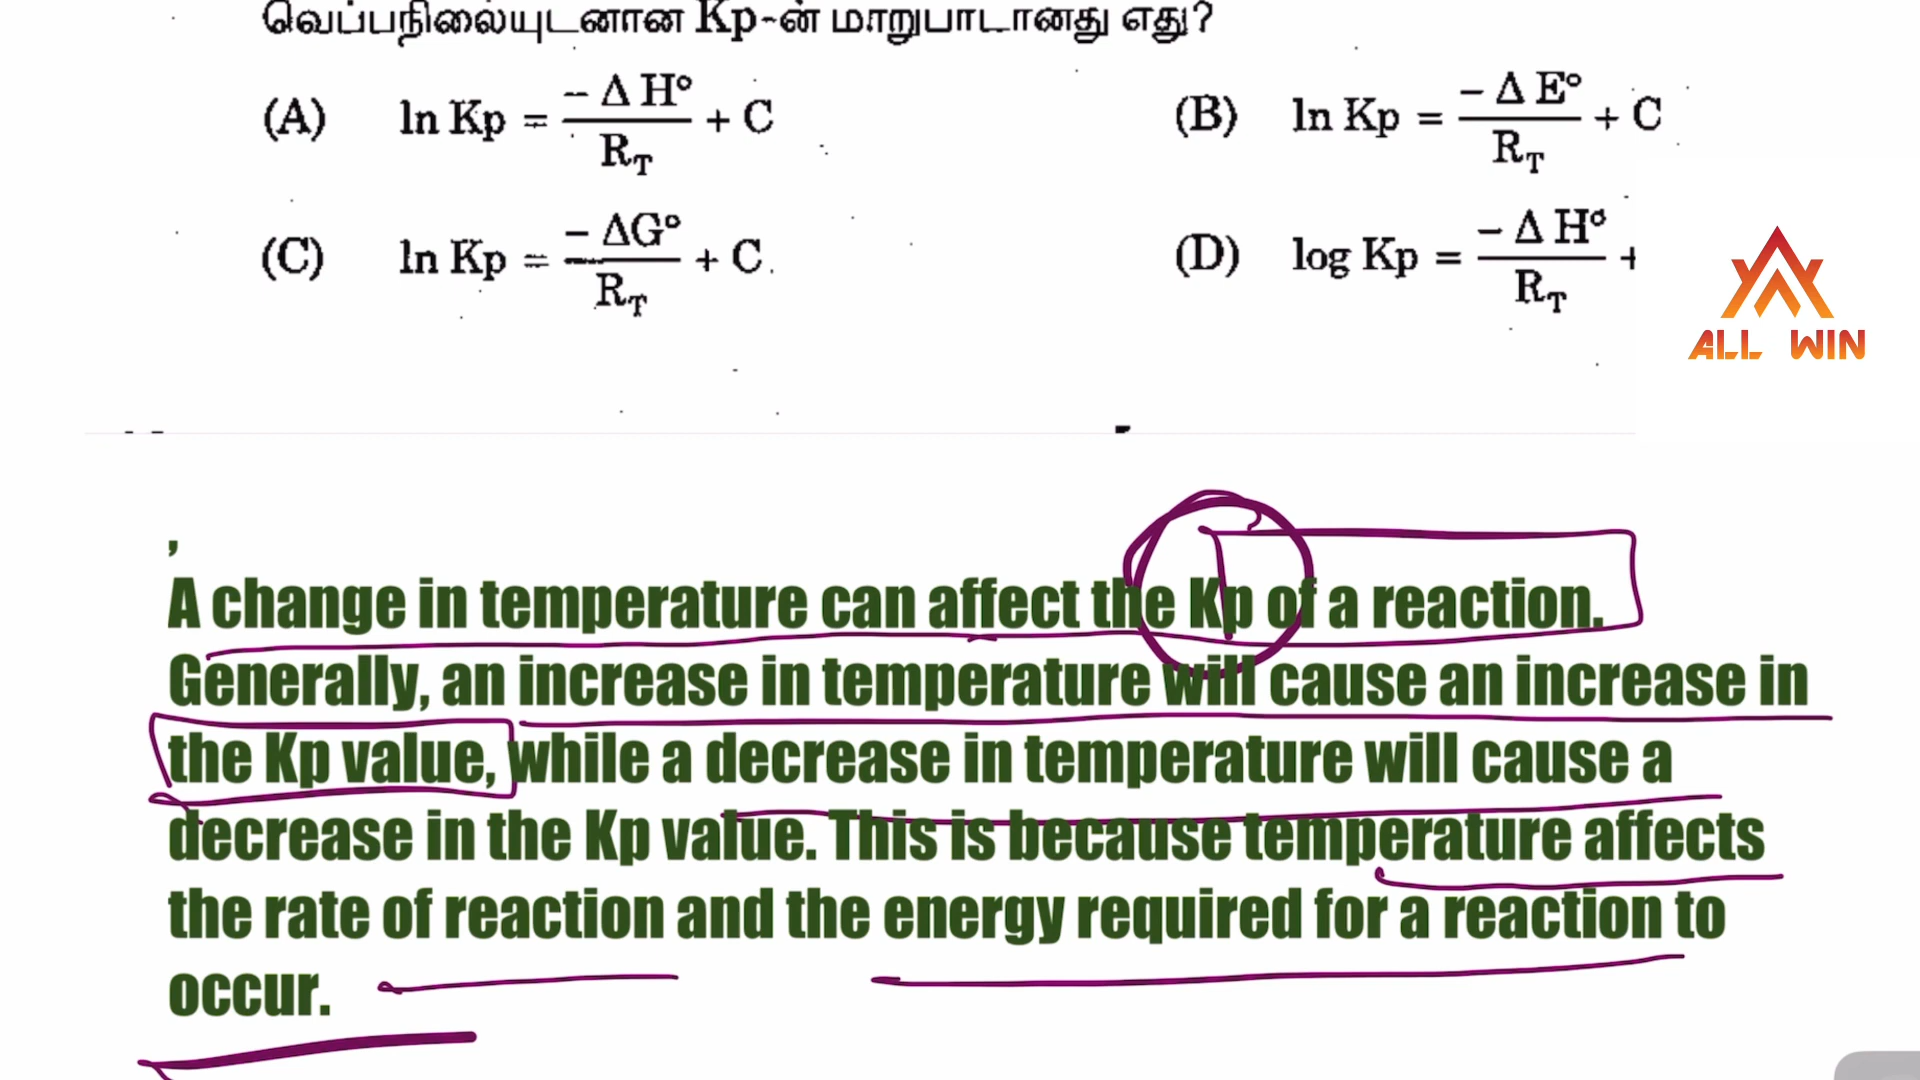 வெப்பநிலையுடனான Kp-ன் மாறுபாடானது எது?
(A) ln Kp = − Δ H° / R_T + C
(B) ln Kp = − Δ E° / R_T + C
(C) ln Kp = − ΔG° / R_T + C.
(D) log Kp = − Δ H° / R_T +
ALL WIN
,
A change in temperature can affect the Kp of a reaction.
Generally, an increase in temperature will cause an increase in
the Kp value, while a decrease in temperature will cause a
decrease in the Kp value. This is because temperature affects
the rate of reaction and the energy required for a reaction to
occur.